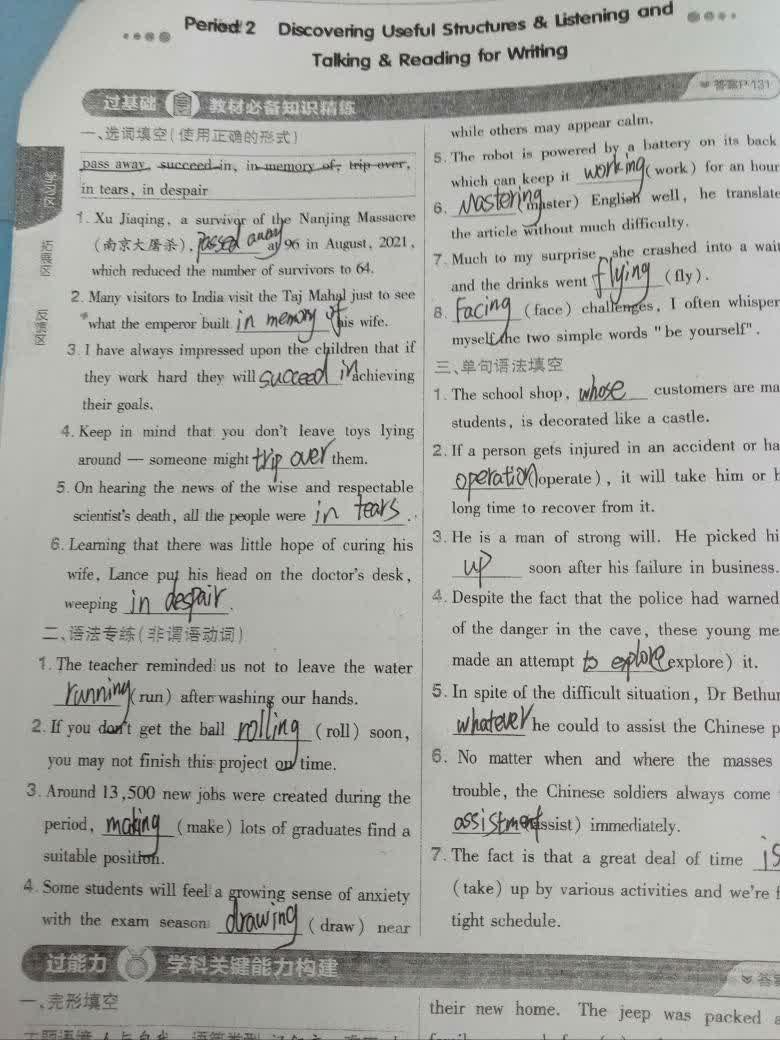 Period 2 Discovering Useful Structures & Listening and
Talking & Reading for Writing
过基础 教材必备知识精练
答案P 131
学习区
拓展区
一、选词填空(使用正确的形式)
pass away, succeed in, in memory of, trip over,
in tears, in despair
1. Xu Jiaqing, a survivor of the Nanjing Massacre
(南京大屠杀), passed away at 96 in August, 2021,
which reduced the number of survivors to 64.
2. Many visitors to India visit the Taj Mahal just to see
what the emperor built in memory of his wife.
3. I have always impressed upon the children that if
they work hard they will succeed in achieving
their goals.
4. Keep in mind that you don't leave toys lying
around — someone might trip over them.
5. On hearing the news of the wise and respectable
scientist's death, all the people were in tears.
6. Learning that there was little hope of curing his
wife, Lance put his head on the doctor's desk,
weeping in despair.
二、语法专练(非谓语动词)
1. The teacher reminded us not to leave the water
running (run) after washing our hands.
2. If you don't get the ball rolling (roll) soon,
you may not finish this project on time.
3. Around 13,500 new jobs were created during the
period, making (make) lots of graduates find a
suitable position.
4. Some students will feel a growing sense of anxiety
with the exam season drawing (draw) near
while others may appear calm.
5. The robot is powered by a battery on its back
which can keep it working (work) for an hour
6. Mastering (master) English well, he translate
the article without much difficulty.
7. Much to my surprise, she crashed into a wait
and the drinks went flying (fly).
8. Facing (face) challenges, I often whisper
myself the two simple words "be yourself".
三、单句语法填空
1. The school shop, whose customers are ma
students, is decorated like a castle.
2. If a person gets injured in an accident or ha
operation (operate), it will take him or h
long time to recover from it.
3. He is a man of strong will. He picked hi
up soon after his failure in business.
4. Despite the fact that the police had warned
of the danger in the cave, these young me
made an attempt to explore (explore) it.
5. In spite of the difficult situation, Dr Bethun
whatever he could to assist the Chinese p
6. No matter when and where the masses
trouble, the Chinese soldiers always come
assistment (assist) immediately.
7. The fact is that a great deal of time is
(take) up by various activities and we're f
tight schedule.
过能力 学科关键能力构建
一、完形填空
their new home. The jeep was packed a